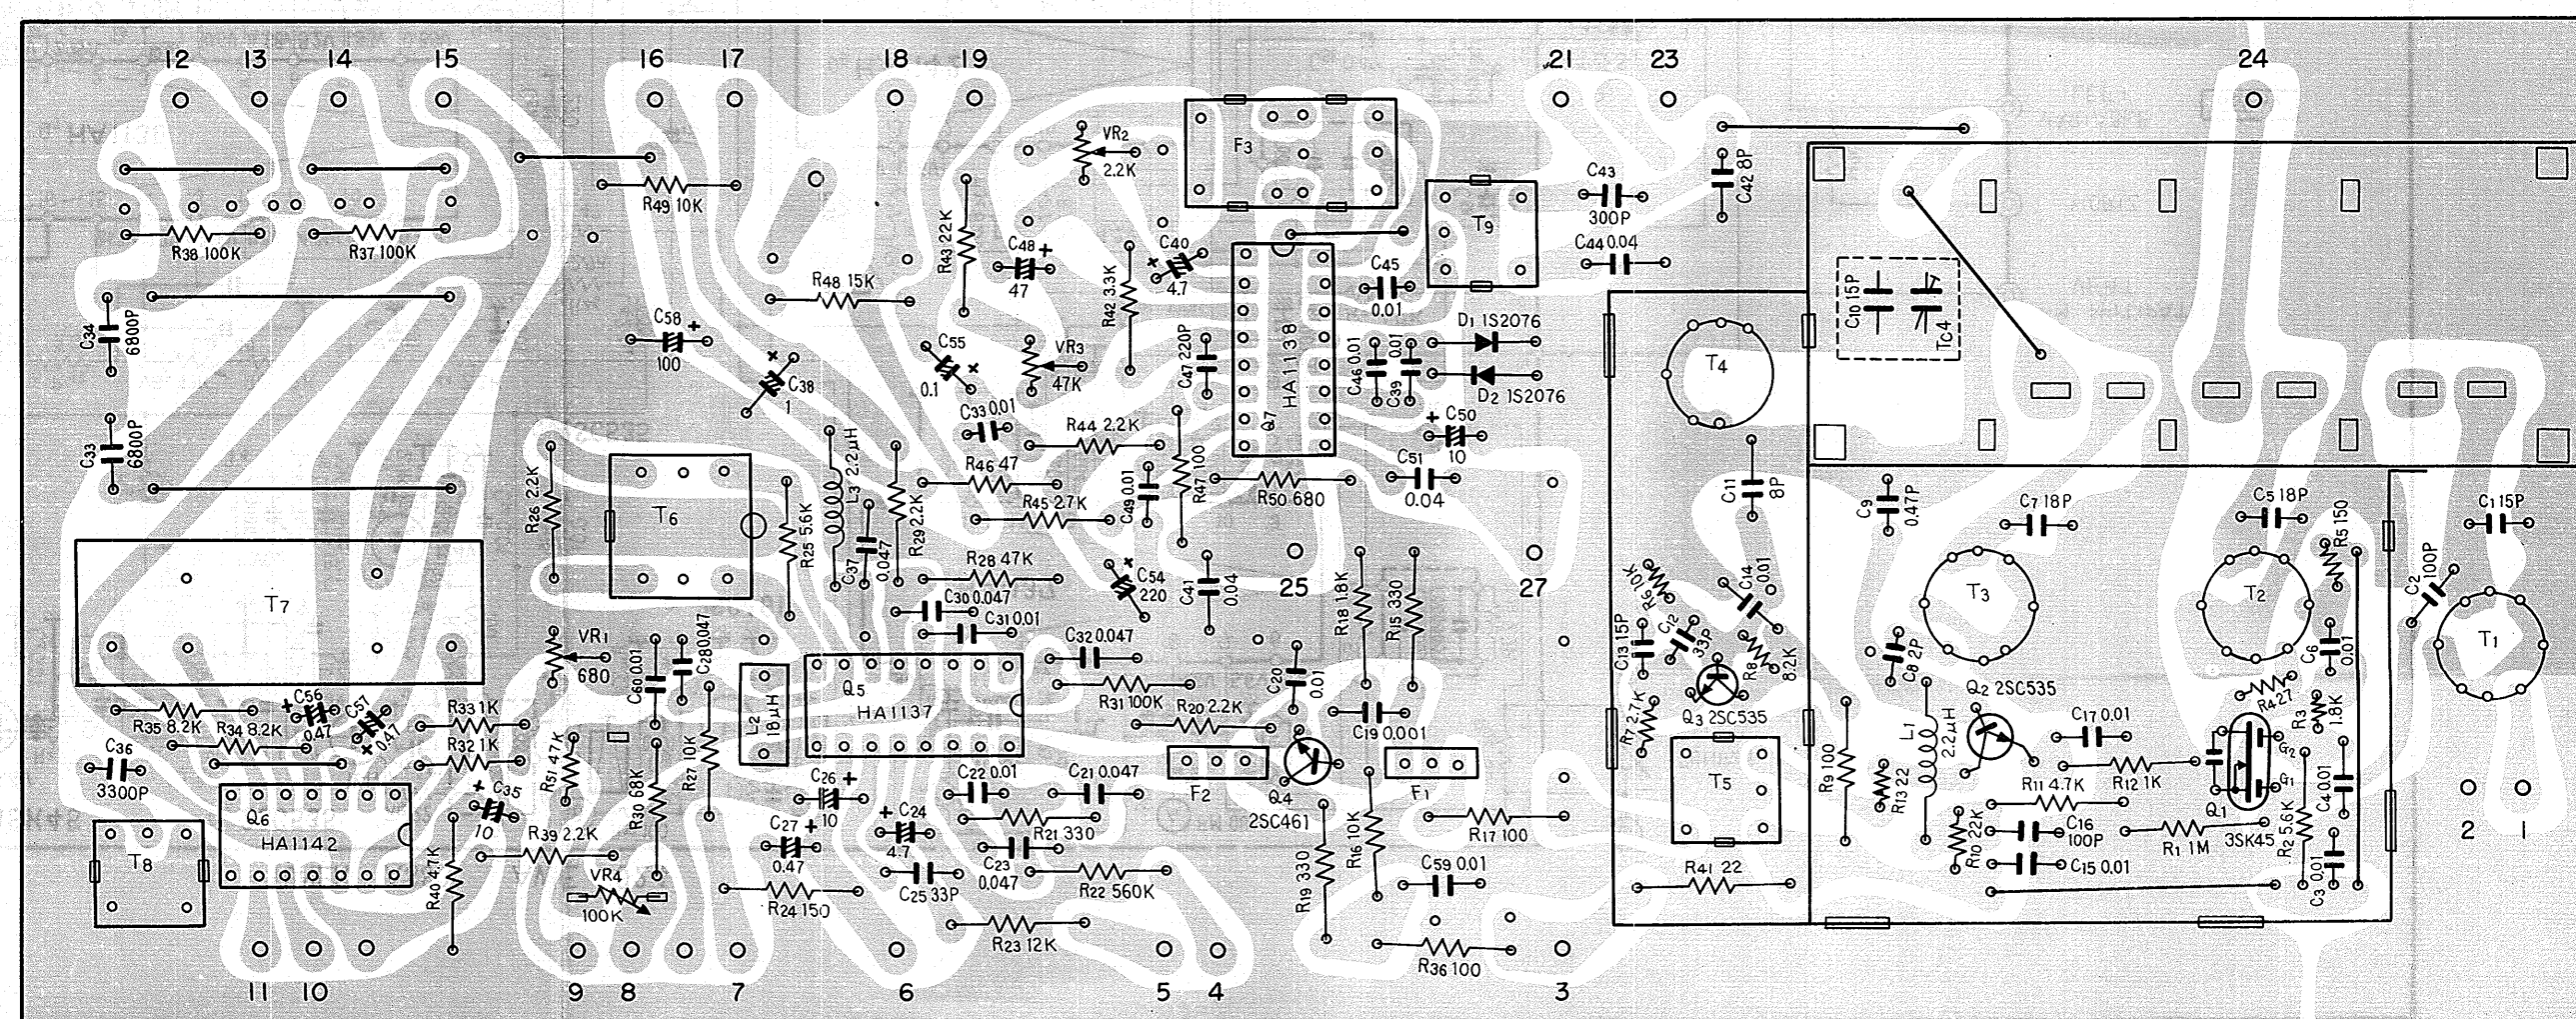 12 13 14 15 16 17 18 19 21 23 24
VR2
2.2K
F3
C43
300P
C42 8P
R49 10K
R38 100K
R37 100K
R43 22K
C48 +
47
C40
4.7
T9
C44 0.04
R48 15K
R42 3.3K
C45
0.01
C10 15P
TC4
C34
6800P
C58 +
100
C55
0.1
VR3
47K
C47 220P
HA1138
Q7
C46 0.01
C39 0.01
D1 1S2076
D2 1S2076
T4
C38
1
C33 0.01
R44 2.2K
C50
10
C33
6800P
R26 2.2K
T6
L3 2.2μH
R46 47
R45 2.7K
C49 0.01
R47 100
R50 680
C51
0.04
C11
8P
C9
0.47P
C7 18P
C5 18P
R5 150
C1 15P
R25 5.6K
C37
0.047
R29 2.2K
R28 47K
C54
220
C41
0.04
25
R18 1.8K
R15 330
27
R6 10K
C14
0.01
T3
T2
C2
100P
T7
C30 0.047
C31 0.01
VR1
680
C60 0.01
C28 0.047
C32 0.047
C20
0.01
C13 15P
C12
33P
R8
82K
C8 2P
C6
0.01
T1
L2
18μH
Q5
HA1137
R31 100K
R20 2.2K
C19 0.001
R7 2.7K
Q3 2SC535
L1
2.2μH
Q2 2SC535
R4 27
R3
1.8K
R35 8.2K
R34 8.2K
C56
0.47
C57
0.47
R33 1K
R32 1K
C36
3300P
R51 47K
R30 68K
R27 10K
C26 +
10
C22 0.01
C21 0.047
F2
Q4
2SC461
F1
T5
R9 100
R13 22
C17 0.01
R12 1K
R11 4.7K
G2
G1
Q1
3SK45
C4 0.01
2 1
Q6
HA1142
C35
10
C27 +
0.47
C24
4.7
R21 330
C23
0.047
R17 100
R16 10K
R10 22K
C16
100P
R1 1M
R2 5.6K
T8
R40 4.7K
R39 2.2K
VR4
100K
R24 150
C25 33P
R22 560K
R19 330
C59 0.01
R41 22
C15 0.01
C3 0.01
R23 12K
R36 100
11 10 9 8 7 6 5 4 3